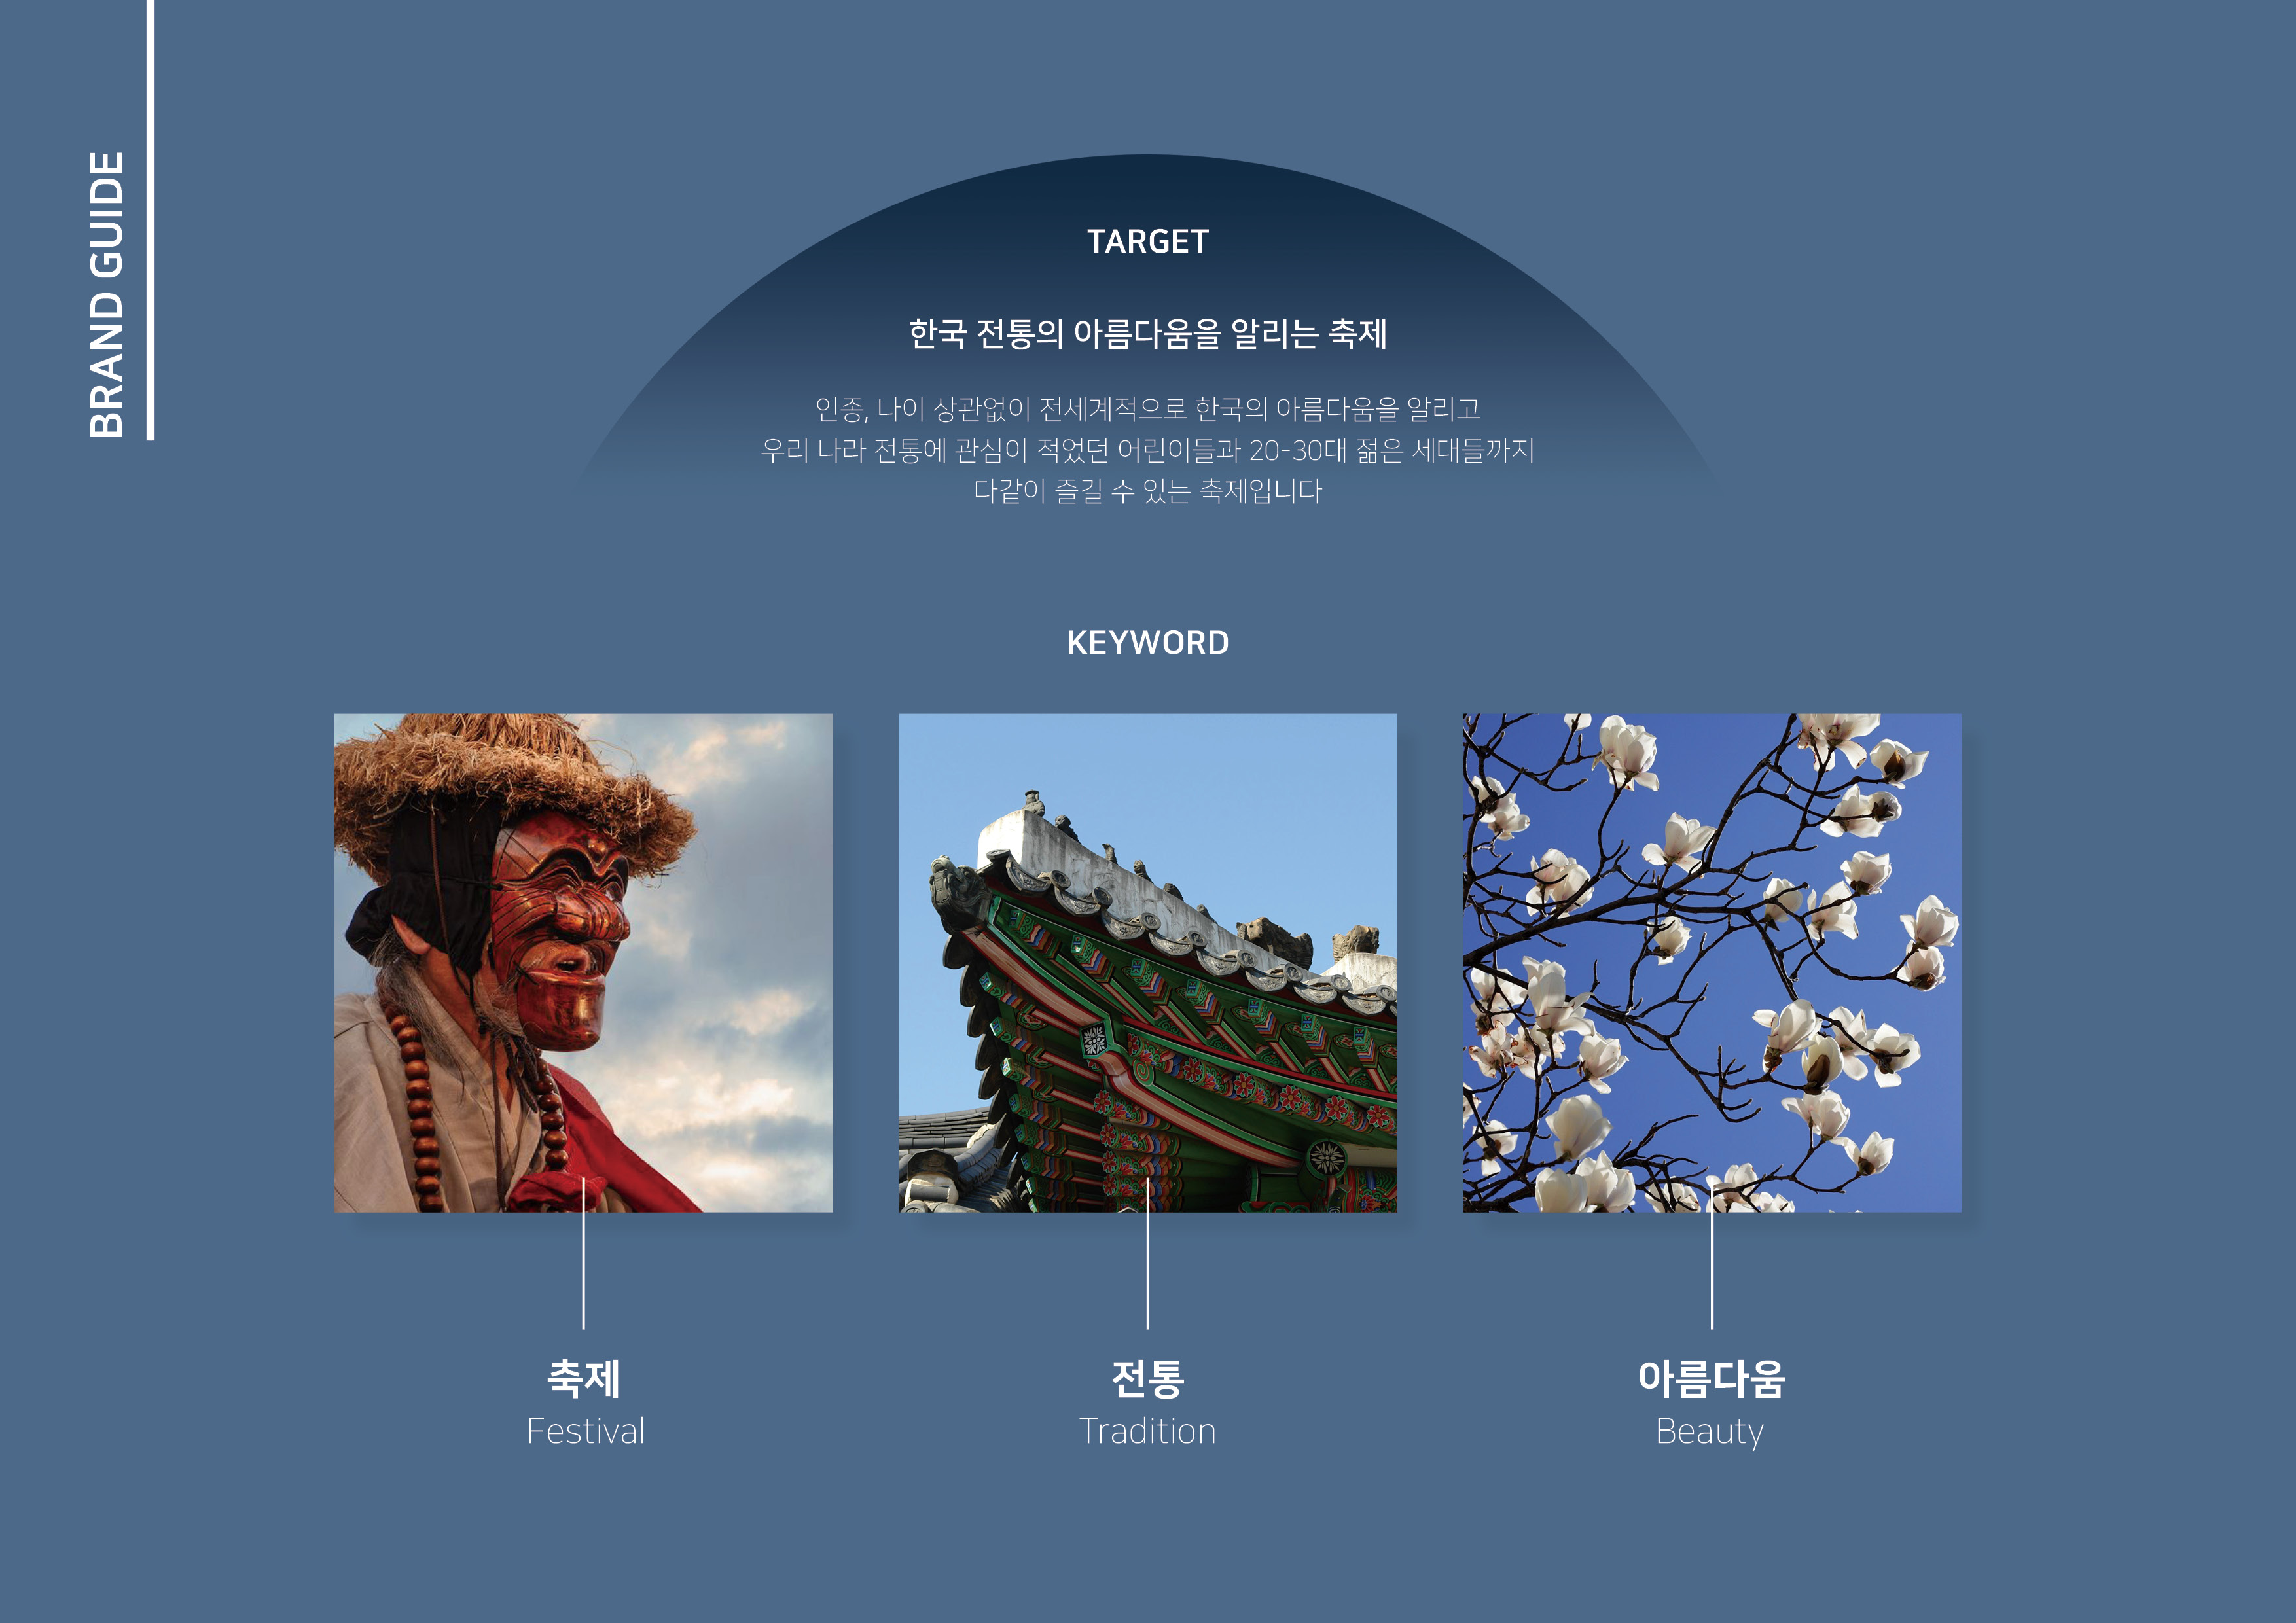 BRAND GUIDE
TARGET
한국 전통의 아름다움을 알리는 축제
인종, 나이 상관없이 전세계적으로 한국의 아름다움을 알리고
우리 나라 전통에 관심이 적었던 어린이들과 20-30대 젊은 세대들까지
다같이 즐길 수 있는 축제입니다
KEYWORD
축제
Festival
전통
Tradition
아름다움
Beauty